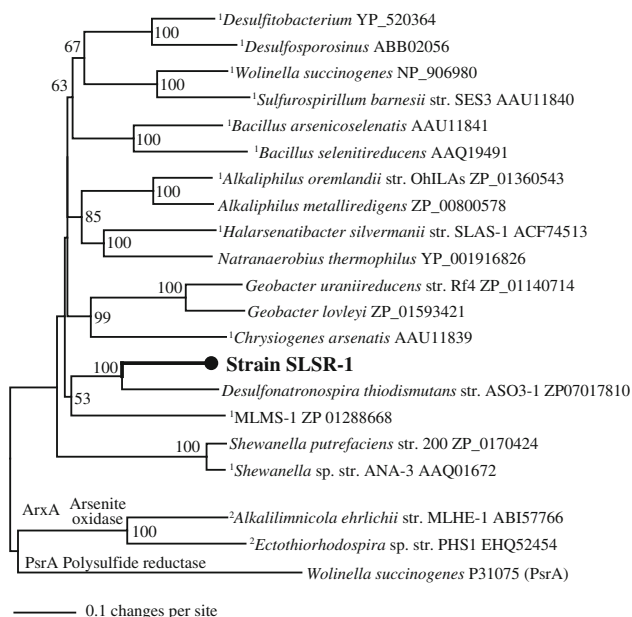 67
¹Desulfitobacterium YP_520364
100
¹Desulfosporosinus ABB02056
63
¹Wolinella succinogenes NP_906980
100
¹Sulfurospirillum barnesii str. SES3 AAU11840
¹Bacillus arsenicoselenatis AAU11841
100
¹Bacillus selenitireducens AAQ19491
¹Alkaliphilus oremlandii str. OhILAs ZP_01360543
100
Alkaliphilus metalliredigens ZP_00800578
85
¹Halarsenatibacter silvermanii str. SLAS-1 ACF74513
100
Natranaerobius thermophilus YP_001916826
Geobacter uraniireducens str. Rf4 ZP_01140714
100
Geobacter lovleyi ZP_01593421
99
¹Chrysiogenes arsenatis AAU11839
Strain SLSR-1
100
Desulfonatronospira thiodismutans str. ASO3-1 ZP07017810
53
¹MLMS-1 ZP 01288668
Shewanella putrefaciens str. 200 ZP_0170424
100
¹Shewanella sp. str. ANA-3 AAQ01672
ArxA
Arsenite
oxidase
²Alkalilimnicola ehrlichii str. MLHE-1 ABI57766
100
²Ectothiorhodospira sp. str. PHS1 EHQ52454
PsrA Polysulfide reductase
Wolinella succinogenes P31075 (PsrA)
0.1 changes per site